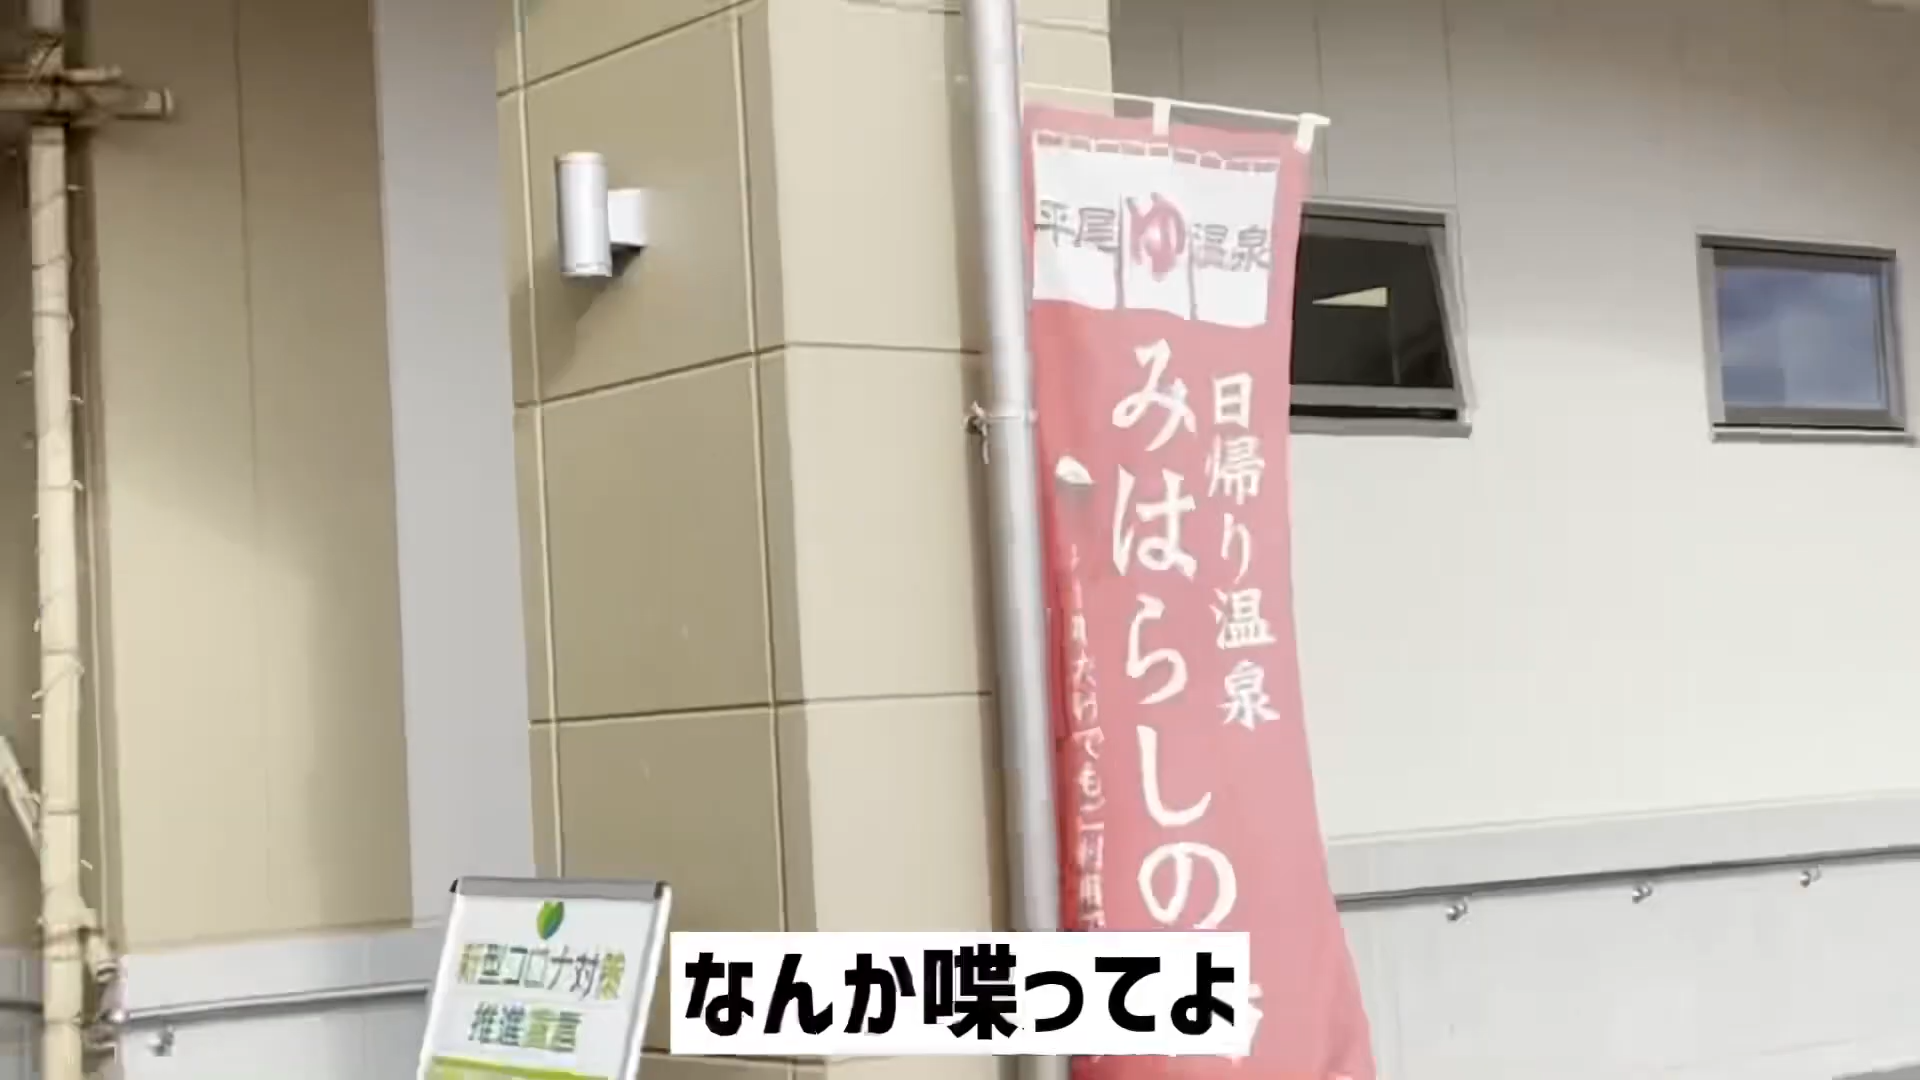 平尾ゆ温泉
日帰り温泉
みはらしの
新型コロナ対策
推進宣言
なんか喋ってよ